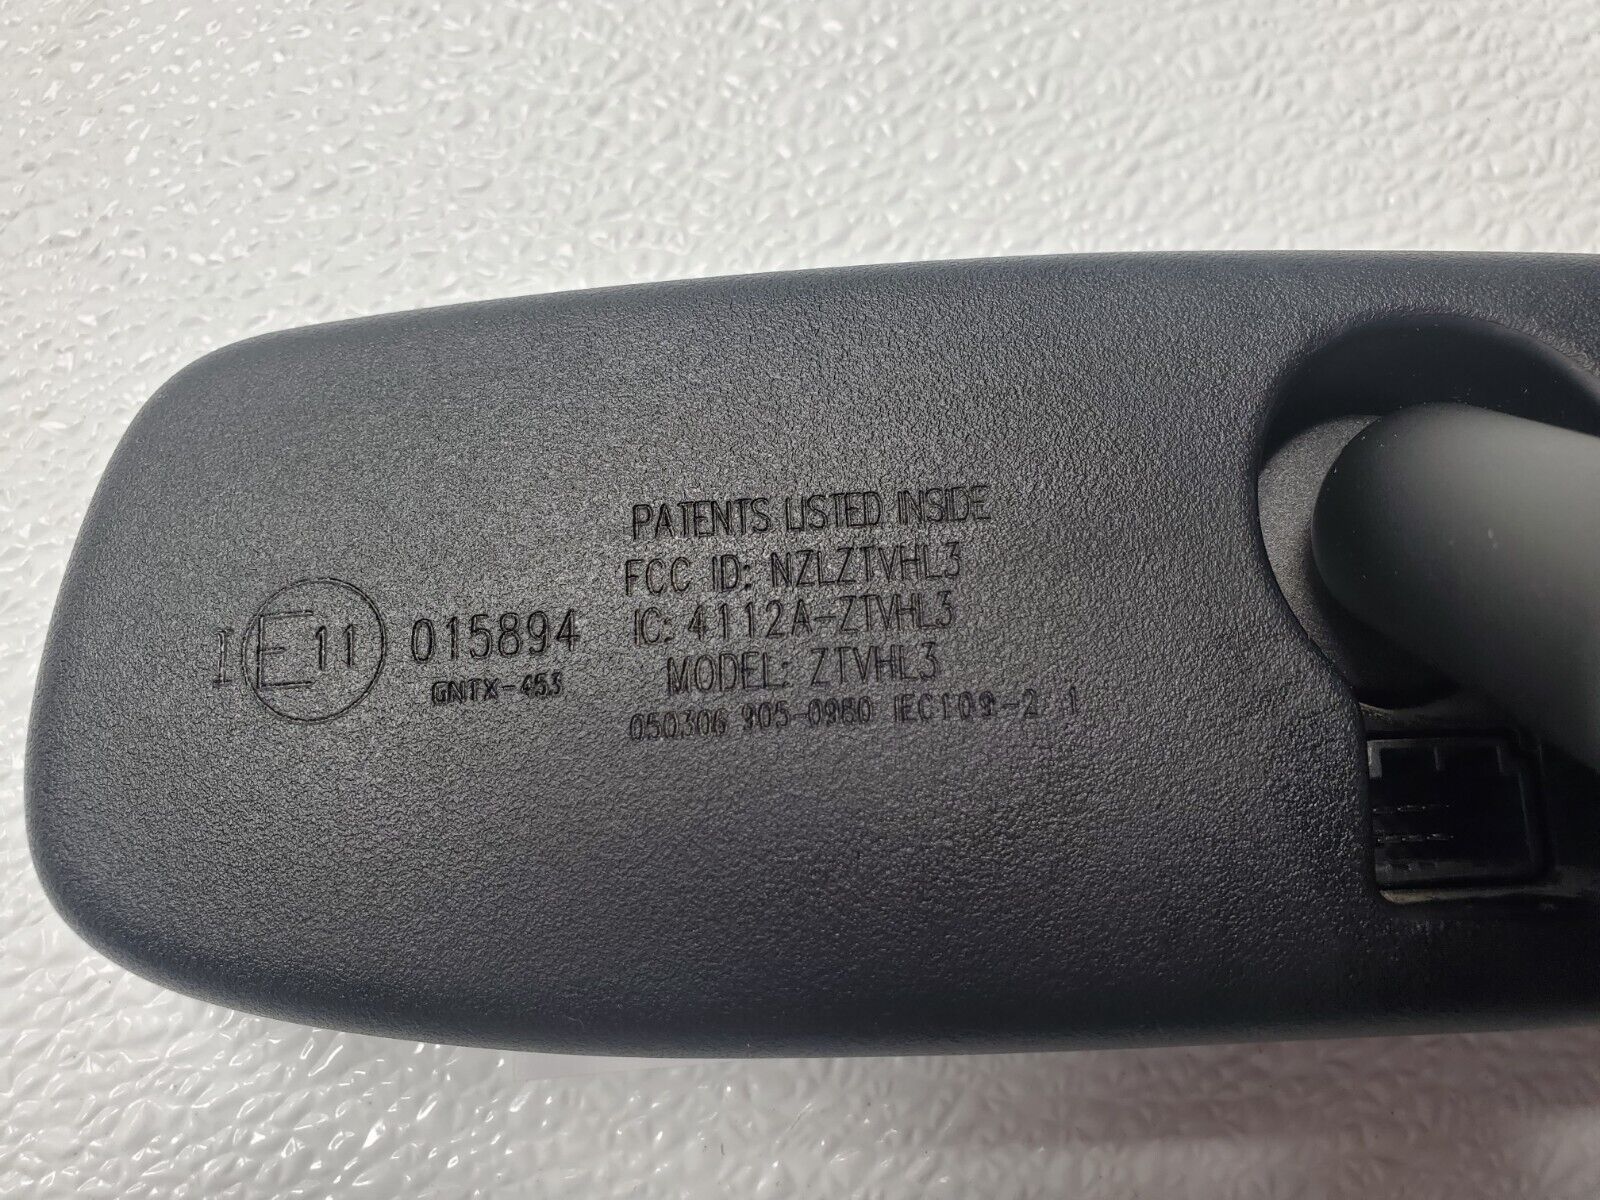 PATENTS LISTED INSIDE
FCC ID: NZLZTVHL3
IC: 4112A-ZTVHL3
MODEL: ZTVHL3
050306 905-0980 IEC109-2 1
I E 11 015894
GNTX-453